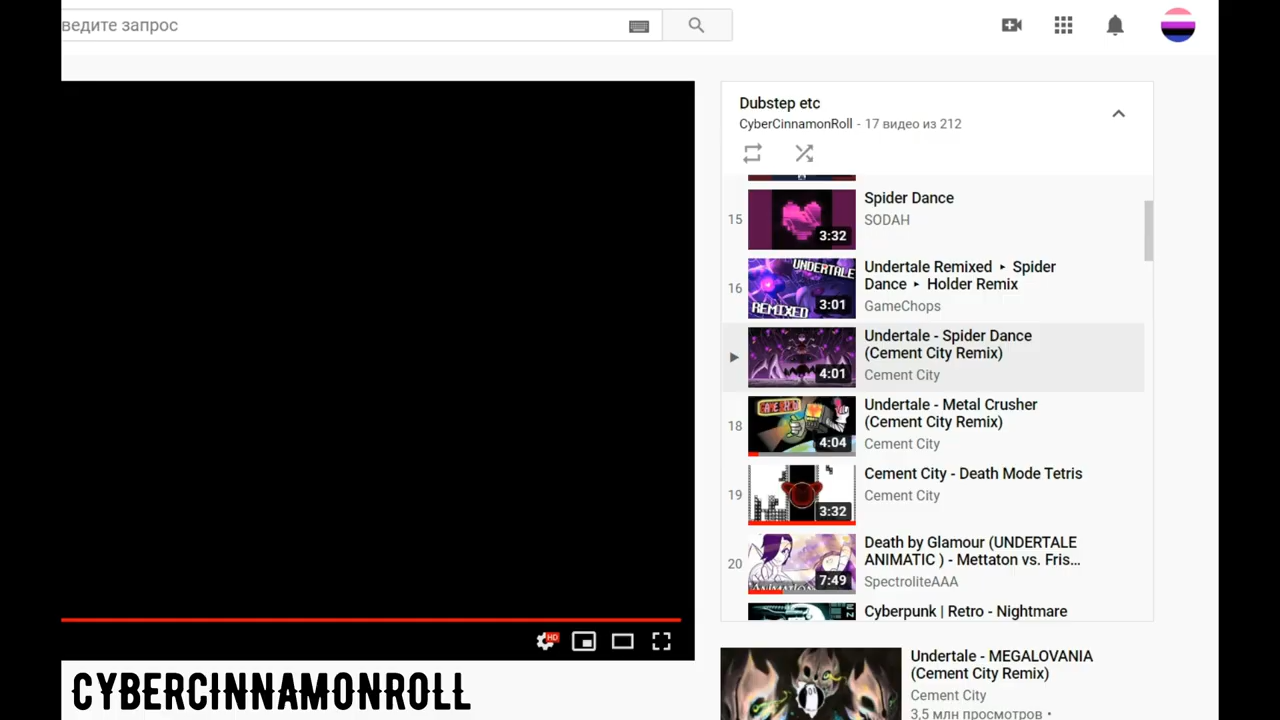 ведите запрос
Dubstep etc
CyberCinnamonRoll - 17 видео из 212
15
3:32
Spider Dance
SODAH
16
UNDERTALE
REMIXED
3:01
Undertale Remixed ▸ Spider
Dance ▸ Holder Remix
GameChops
4:01
Undertale - Spider Dance
(Cement City Remix)
Cement City
18
4:04
Undertale - Metal Crusher
(Cement City Remix)
Cement City
19
3:32
Cement City - Death Mode Tetris
Cement City
20
7:49
Death by Glamour (UNDERTALE
ANIMATIC ) - Mettaton vs. Fris...
SpectroliteAAA
Cyberpunk | Retro - Nightmare
HD
CYBERCINNAMONROLL
Undertale - MEGALOVANIA
(Cement City Remix)
Cement City
3,5 млн просмотров •